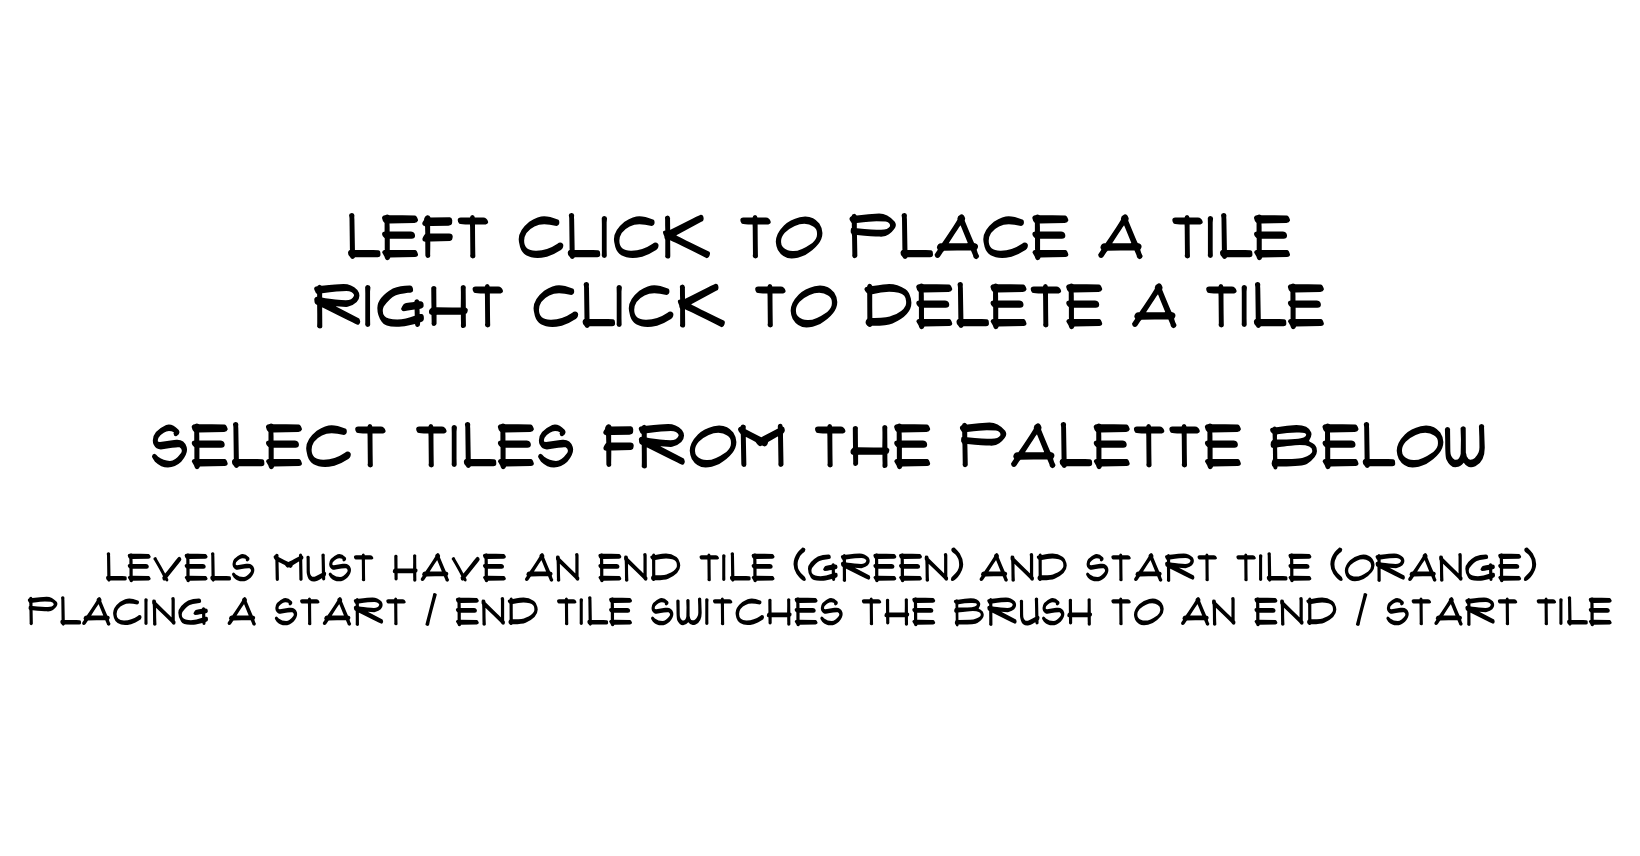 LEFT CLICK TO PLACE A TILE
RIGHT CLICK TO DELETE A TILE
SELECT TILES FROM THE PALETTE BELOW
LEVELS MUST HAVE AN END TILE (GREEN) AND START TILE (ORANGE)
PLACING A START / END TILE SWITCHES THE BRUSH TO AN END / START TILE